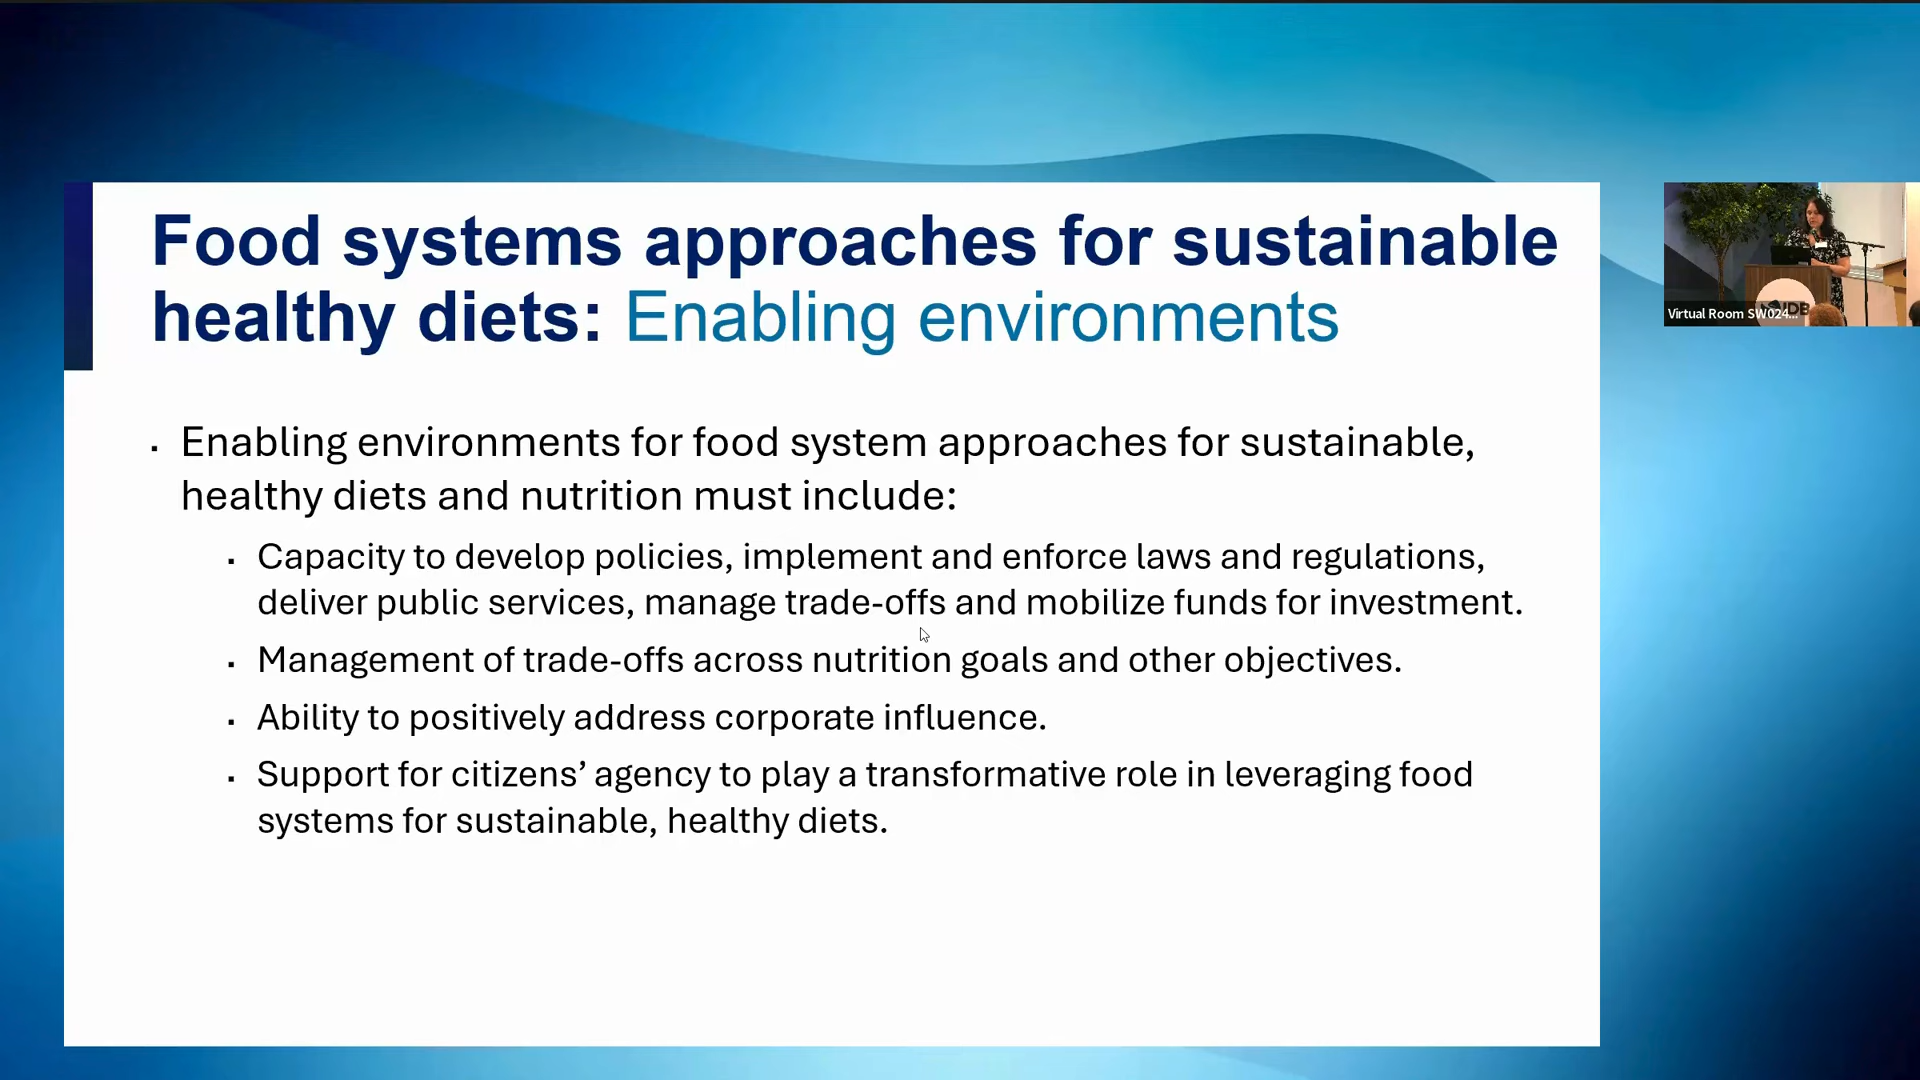 Food systems approaches for sustainable
healthy diets: Enabling environments
Enabling environments for food system approaches for sustainable,
healthy diets and nutrition must include:
Capacity to develop policies, implement and enforce laws and regulations,
deliver public services, manage trade-offs and mobilize funds for investment.
Management of trade-offs across nutrition goals and other objectives.
Ability to positively address corporate influence.
Support for citizens’ agency to play a transformative role in leveraging food
systems for sustainable, healthy diets.
Virtual Room SW024...